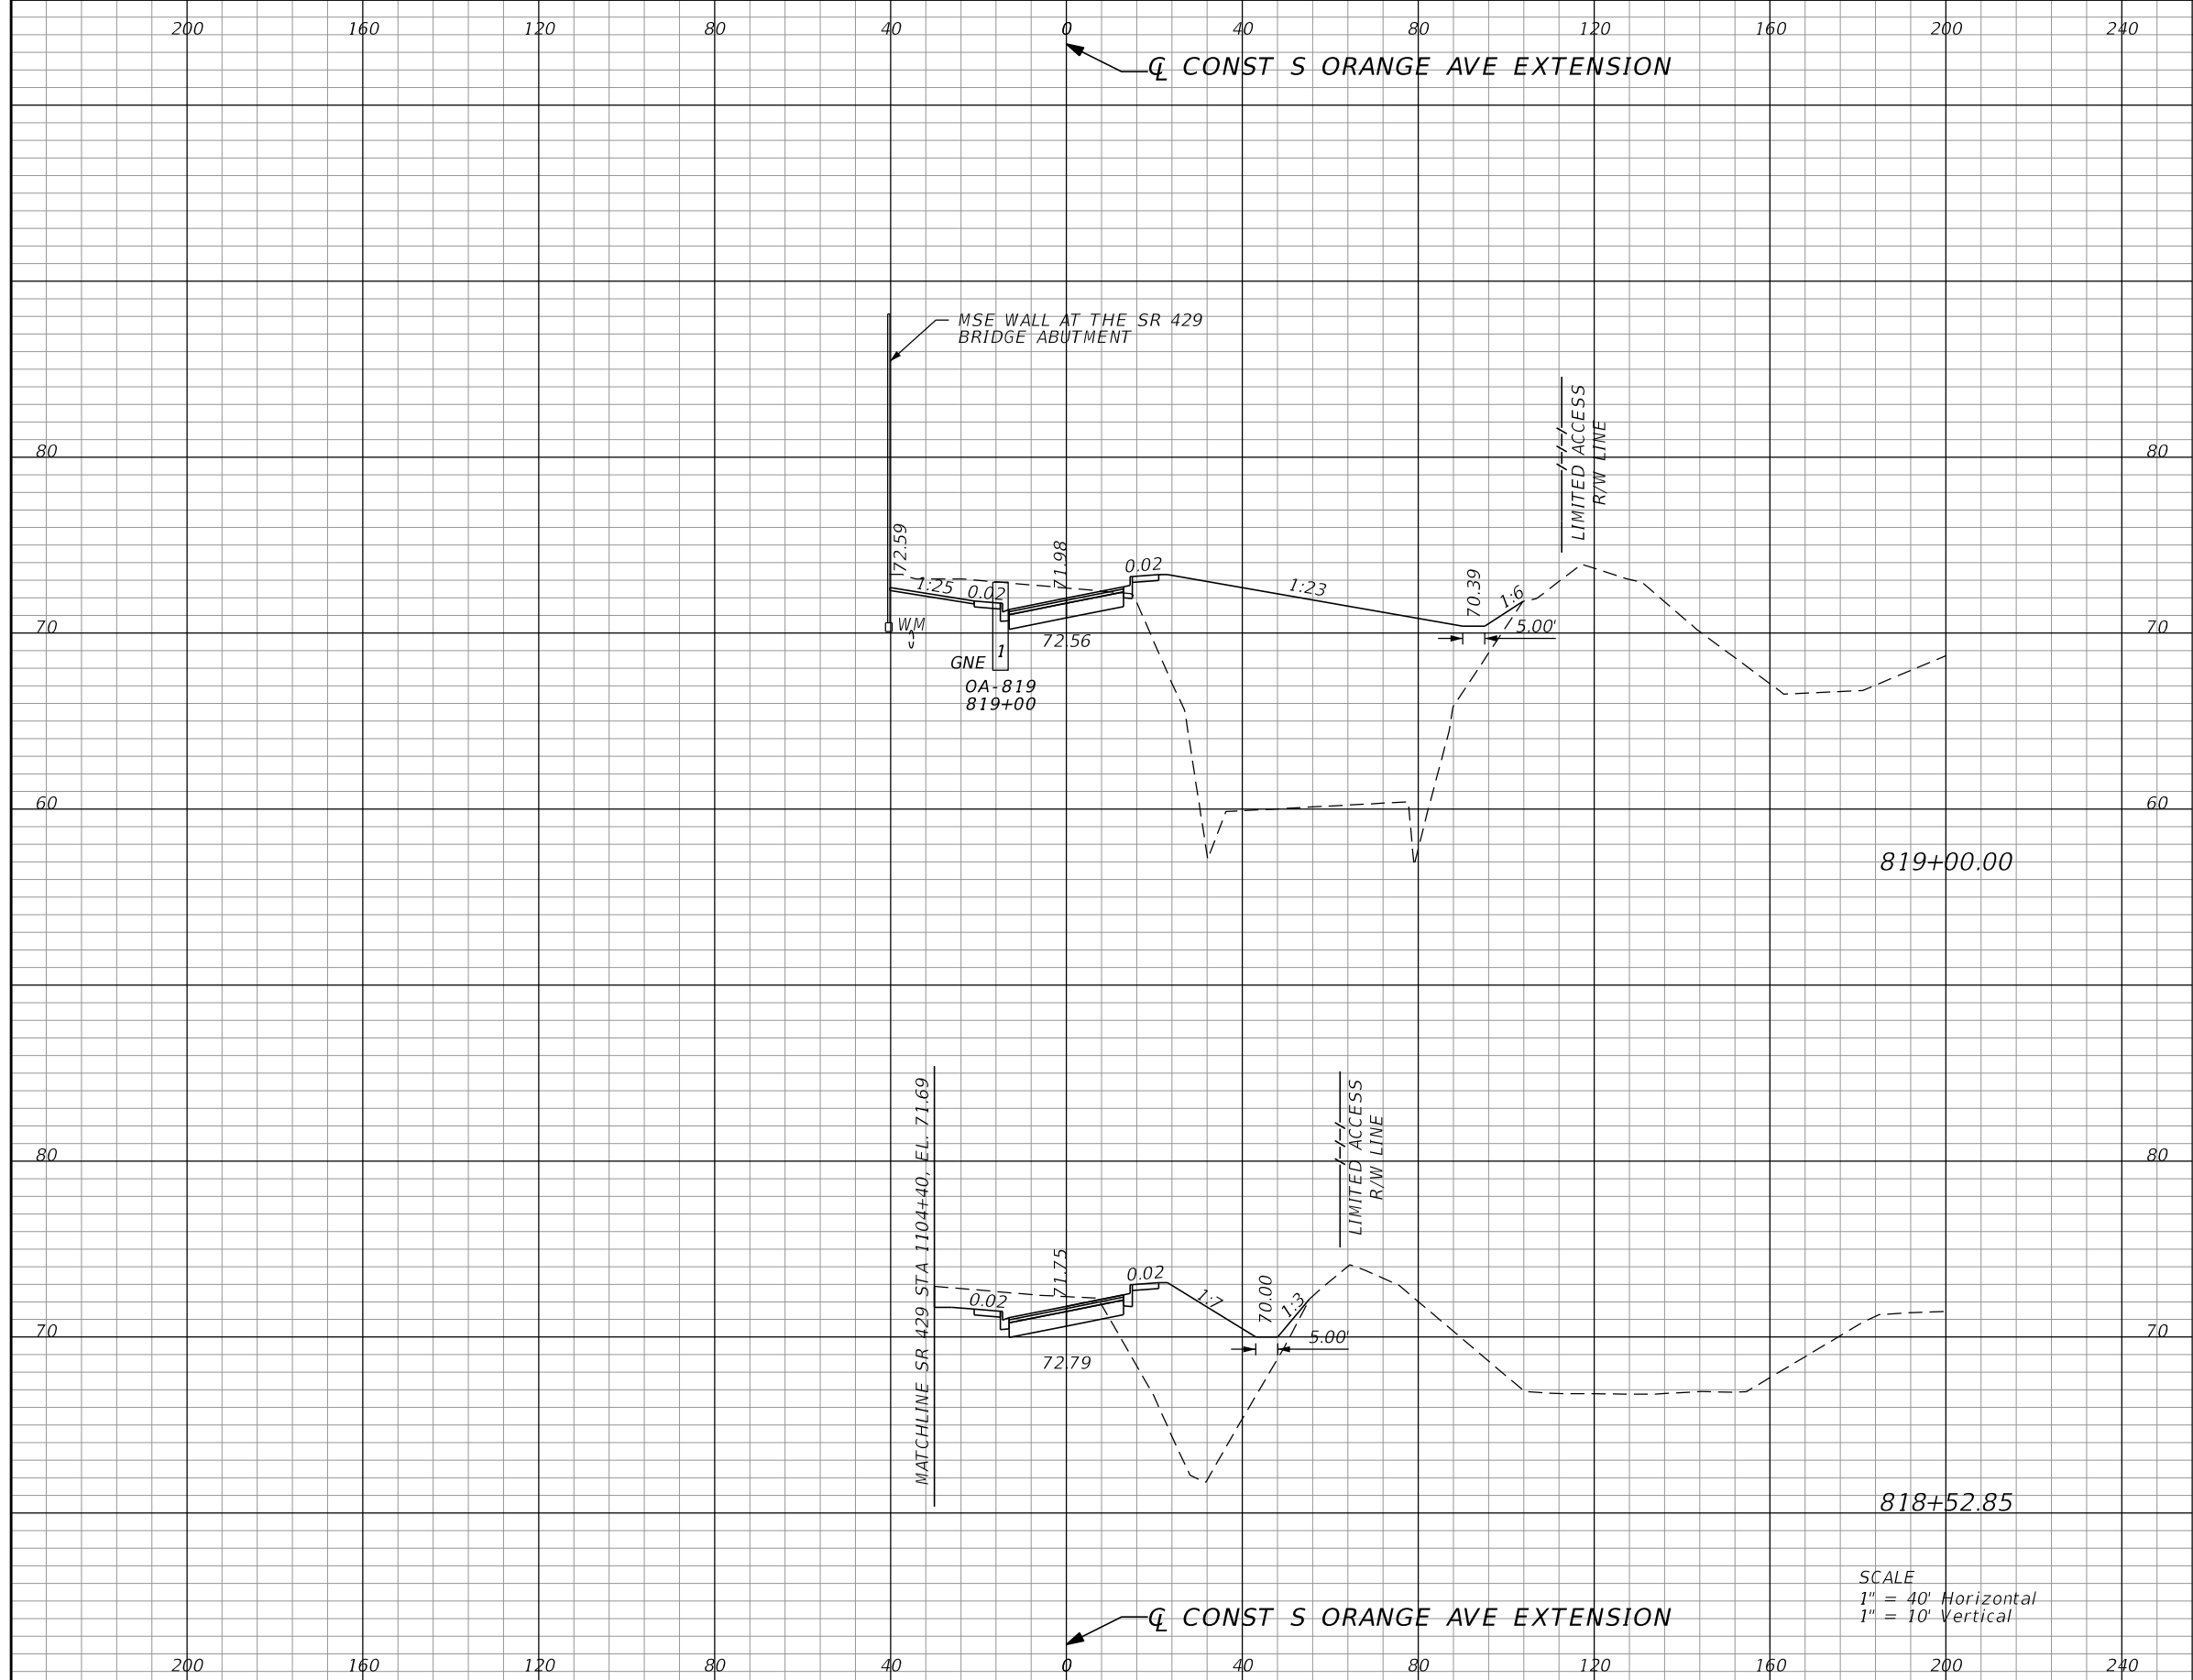 200 160 120 80 40 0 40 80 120 160 200 240
℄ CONST S ORANGE AVE EXTENSION
MSE WALL AT THE SR 429
BRIDGE ABUTMENT
LIMITED ACCESS
R/W LINE
80 80
72.59
1:25
0.02
71.98
0.02
1:23
70.39
1:6
5.00'
70 70
WM
72.56
GNE
1
OA-819
819+00
60 60
819+00.00
MATCHLINE SR 429 STA 1104+40, EL. 71.69
LIMITED ACCESS
R/W LINE
80 80
0.02
71.75
0.02
1:7
70.00
1:3
5.00'
70 70
72.79
818+52.85
SCALE
1" = 40' Horizontal
1" = 10' Vertical
℄ CONST S ORANGE AVE EXTENSION
200 160 120 80 40 0 40 80 120 160 200 240